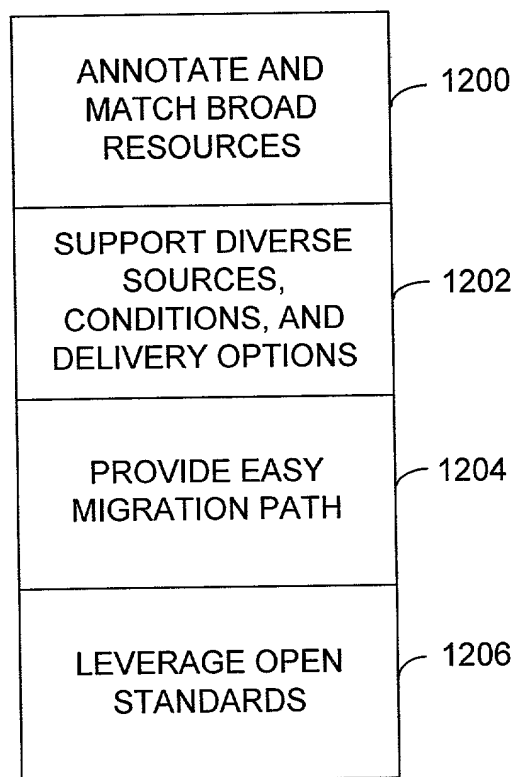 ANNOTATE AND
MATCH BROAD
RESOURCES
1200
SUPPORT DIVERSE
SOURCES,
CONDITIONS, AND
DELIVERY OPTIONS
1202
PROVIDE EASY
MIGRATION PATH
1204
LEVERAGE OPEN
STANDARDS
1206